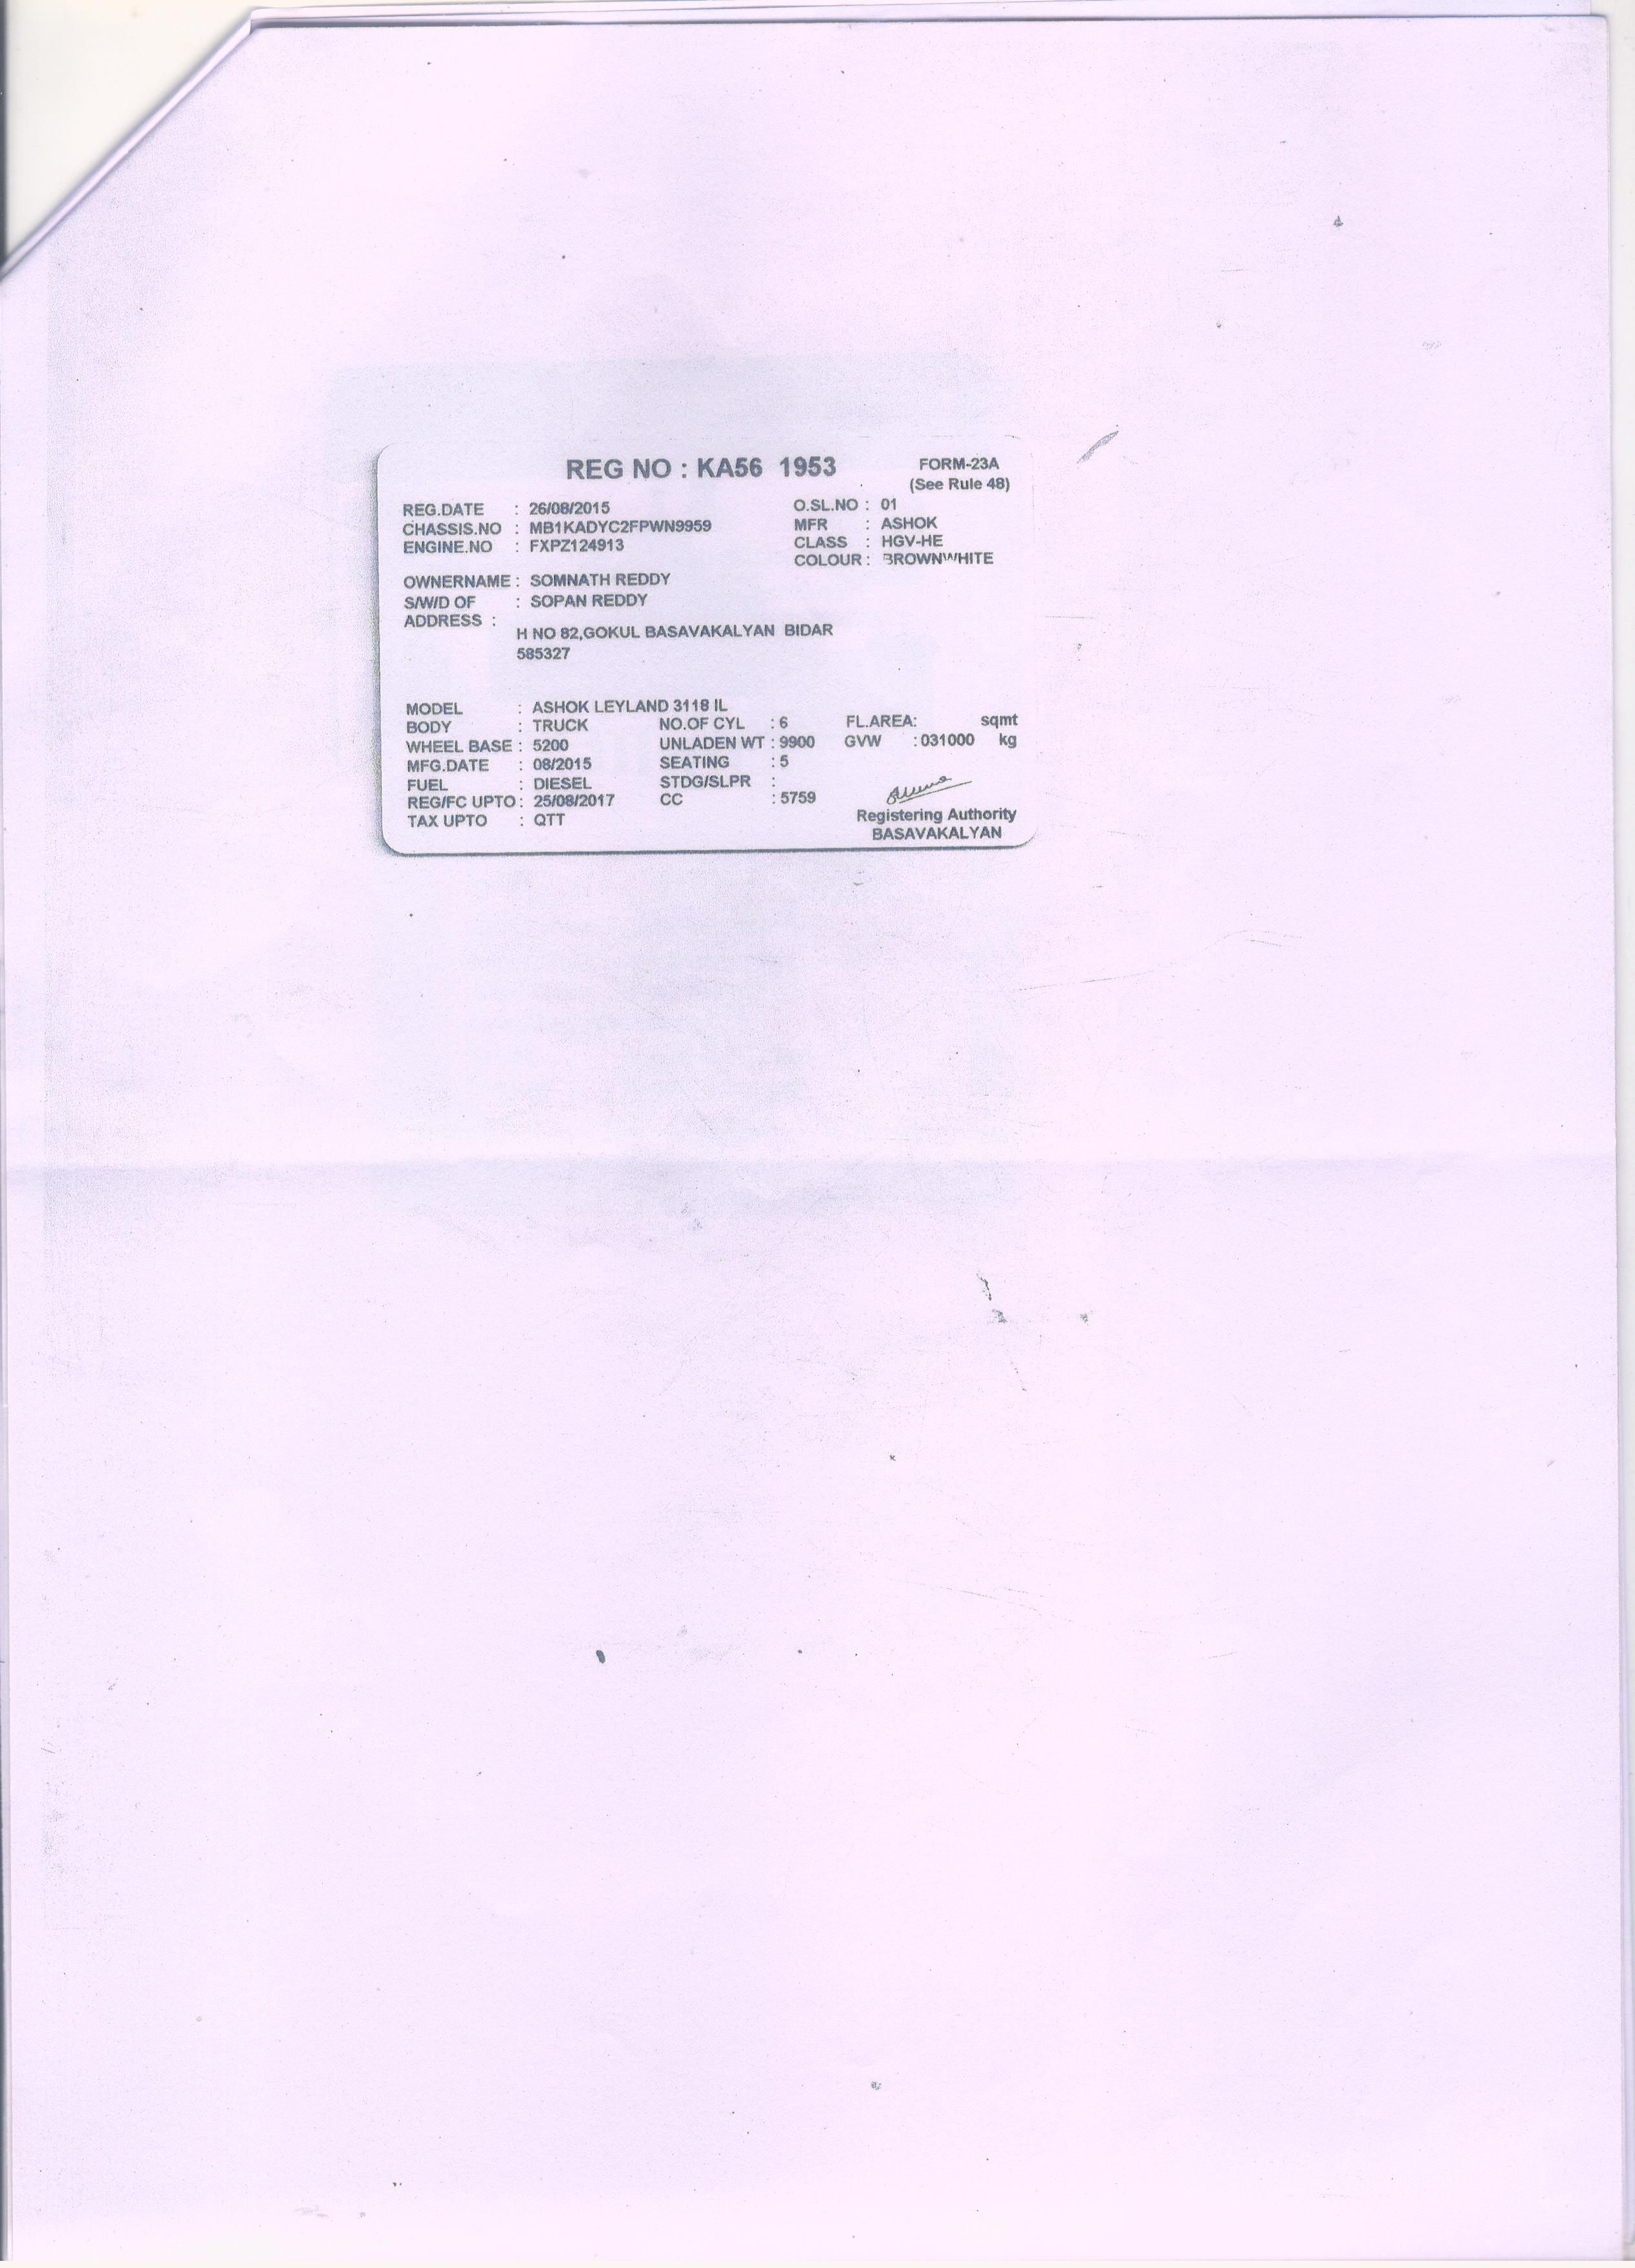 REG NO : KA56 1953
FORM-23A
(See Rule 48)
REG.DATE : 26/08/2015 O.SL.NO : 01
CHASSIS.NO : MB1KADYC2FPWN9959 MFR : ASHOK
ENGINE.NO : FXPZ124913 CLASS : HGV-HE
COLOUR : BROWNWHITE
OWNERNAME : SOMNATH REDDY
S/W/D OF : SOPAN REDDY
ADDRESS :
H NO 82,GOKUL BASAVAKALYAN BIDAR
585327
MODEL : ASHOK LEYLAND 3118 IL
BODY : TRUCK NO.OF CYL : 6 FL.AREA: sqmt
WHEEL BASE : 5200 UNLADEN WT : 9900 GVW : 031000 kg
MFG.DATE : 08/2015 SEATING : 5
FUEL : DIESEL STDG/SLPR :
REG/FC UPTO : 25/08/2017 CC : 5759
TAX UPTO : QTT
Registering Authority
BASAVAKALYAN